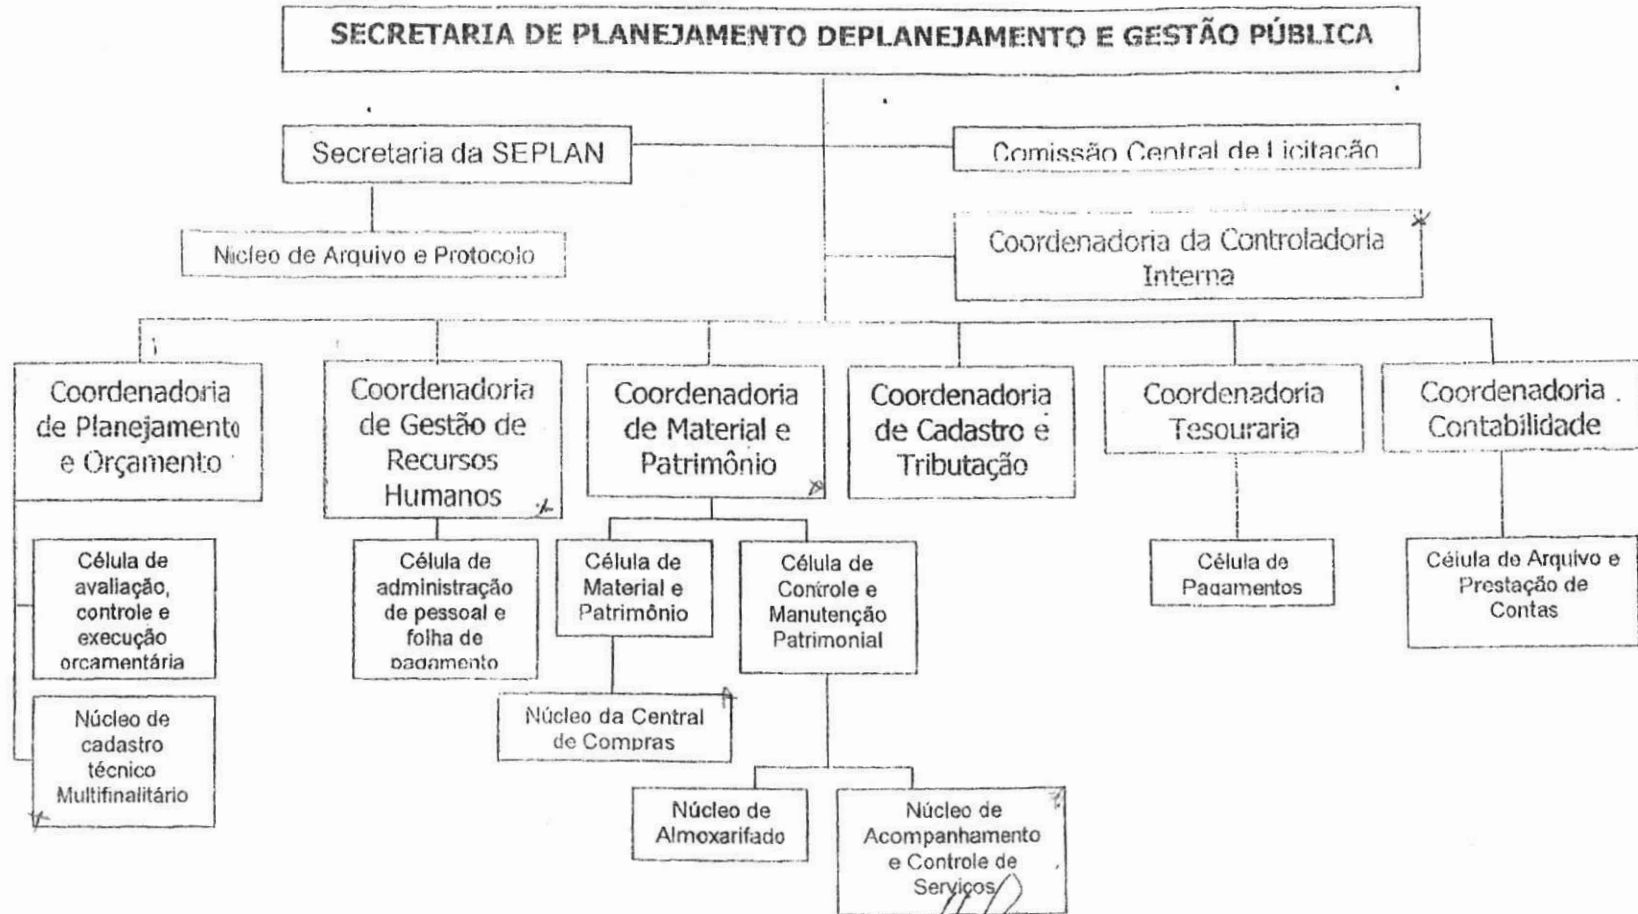 SECRETARIA DE PLANEJAMENTO DEPLANEJAMENTO E GESTÃO PÚBLICA
Secretaria da SEPLAN
Comissão Central de Licitação
Núcleo de Arquivo e Protocolo
Coordenadoria da Controladoria
Interna
Coordenadoria
de Planejamento
e Orçamento
Coordenadoria
de Gestão de
Recursos
Humanos
Coordenadoria
de Material e
Patrimônio
Coordenadoria
de Cadastro e
Tributação
Coordenadoria
Tesouraria
Coordenadoria
Contabilidade
Célula de
avaliação,
controle e
execução
orçamentária
Célula de
administração
de pessoal e
folha de
pagamento
Célula de
Material e
Patrimônio
Célula de
Controle e
Manutenção
Patrimonial
Célula de
Pagamentos
Célula de Arquivo e
Prestação de
Contas
Núcleo de
cadastro
técnico
Multifinalitário
Núcleo da Central
de Compras
Núcleo de
Almoxarifado
Núcleo de
Acompanhamento
e Controle de
Serviços